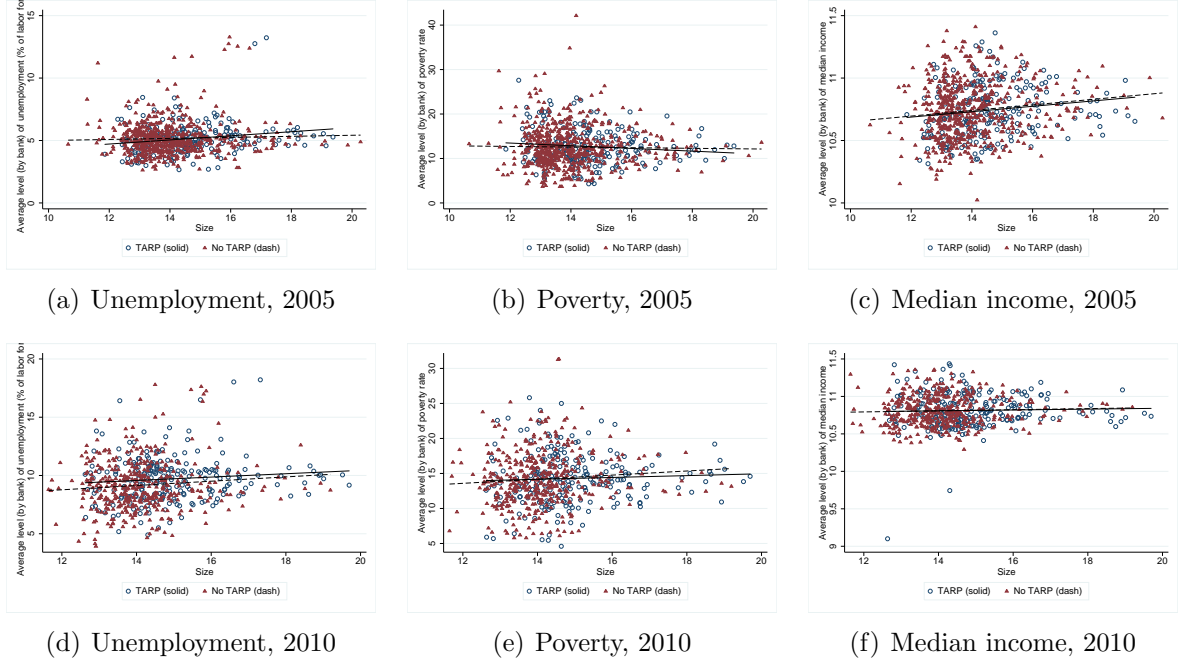 Average level (by bank) of unemployment (% of labor for
15
10
5
0
10 12 14 16 18 20
Size
TARP (solid) No TARP (dash)
(a) Unemployment, 2005
Average level (by bank) of poverty rate
40
30
20
10
0
10 12 14 16 18 20
Size
TARP (solid) No TARP (dash)
(b) Poverty, 2005
Average level (by bank) of median income
11.5
11
10.5
10
10 12 14 16 18 20
Size
TARP (solid) No TARP (dash)
(c) Median income, 2005
Average level (by bank) of unemployment (% of labor for
20
15
10
5
12 14 16 18 20
Size
TARP (solid) No TARP (dash)
(d) Unemployment, 2010
Average level (by bank) of poverty rate
30
25
20
15
10
5
12 14 16 18 20
Size
TARP (solid) No TARP (dash)
(e) Poverty, 2010
Average level (by bank) of median income
11.5
11
10.5
10
9.5
9
12 14 16 18 20
Size
TARP (solid) No TARP (dash)
(f) Median income, 2010